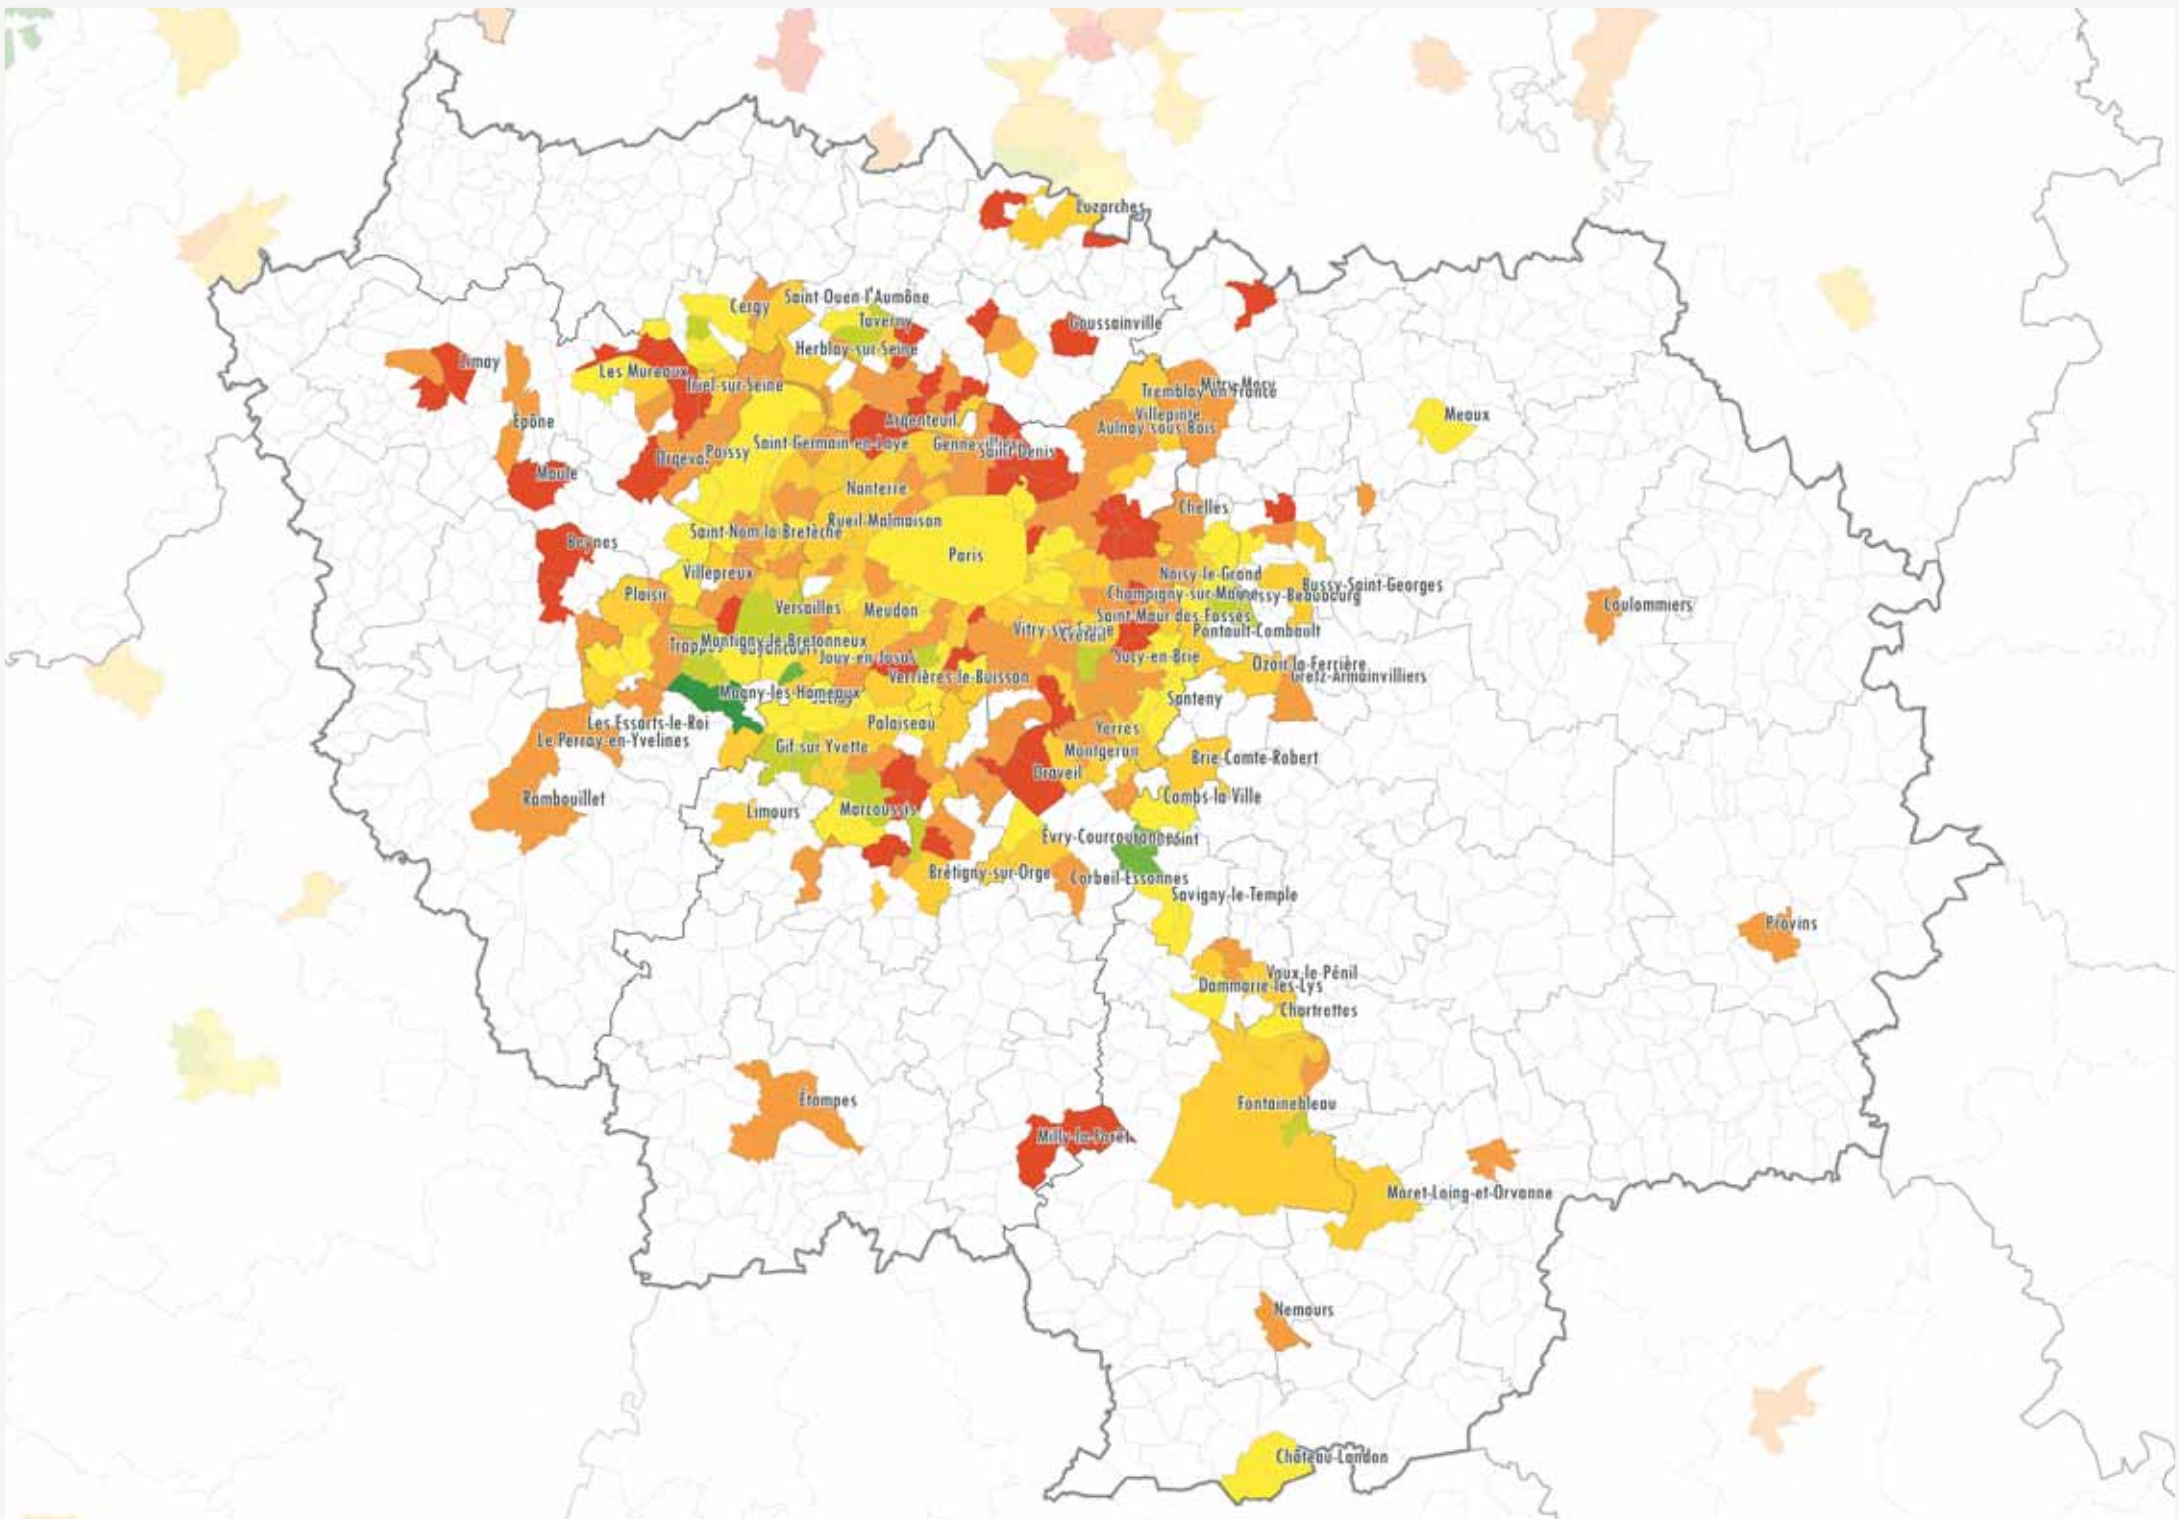 Luzarches
Cergy
Saint-Ouen-l'Aumône
Taverny
Goussainville
Herblay-sur-Seine
Limay
Les Mureaux
Triel-sur-Seine
Mitry-Mory
Tremblay-en-France
Villepinte
Aulnay-sous-Bois
Meaux
Épône
Argenteuil
Saint-Germain-en-Laye
Saint-Denis
Poissy
Maule
Nanterre
Chelles
Rueil-Malmaison
Saint-Nom-la-Bretèche
Beynes
Paris
Villepreux
Noisy-le-Grand
Bussy-Saint-Georges
Plaisir
Champigny-sur-Marne
Versailles
Meudon
Coulommiers
Saint-Maur-des-Fossés
Créteil
Pontault-Combault
Montigny-le-Bretonneux
Jouy-en-Josas
Sucy-en-Brie
Ozoir-la-Ferrière
Gretz-Armainvilliers
Verrières-le-Buisson
Magny-les-Hameaux
Santeny
Les Essarts-le-Roi
Palaiseau
Yerres
Le Perray-en-Yvelines
Gif-sur-Yvette
Montgeron
Brie-Comte-Robert
Draveil
Rambouillet
Limours
Marcoussis
Combs-la-Ville
Évry-Courcouronnes
Brétigny-sur-Orge
Corbeil-Essonnes
Savigny-le-Temple
Provins
Vaux-le-Pénil
Dammarie-les-Lys
Chartrettes
Étampes
Fontainebleau
Milly-la-Forêt
Moret-Loing-et-Orvanne
Nemours
Château-Landon